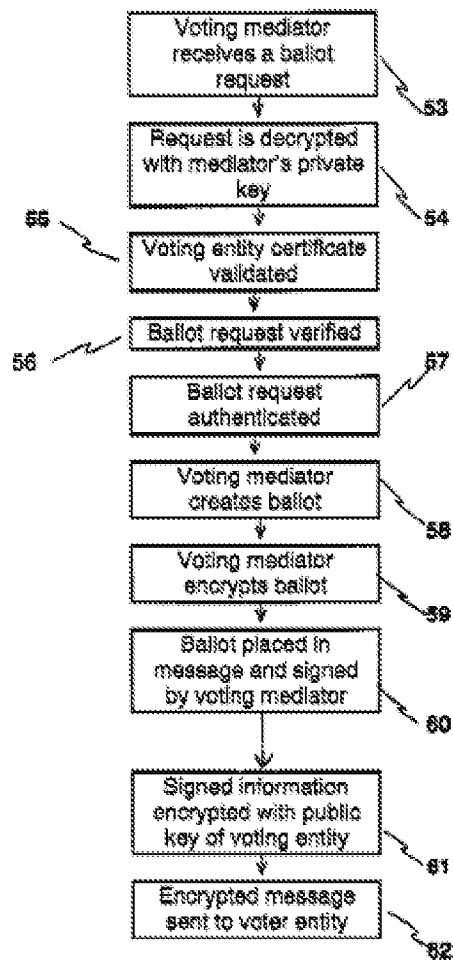 Voting mediator
receives a ballot
request
53
Request is decrypted
with mediator's private
key
54
55
Voting entity certificate
validated
Ballot request verified
56
57
Ballot request
authenticated
Voting mediator
creates ballot
58
Voting mediator
encrypts ballot
59
Ballot placed in
message and signed
by voting mediator
60
Signed information
encrypted with public
key of voting entity
61
Encrypted message
sent to voter entity
62